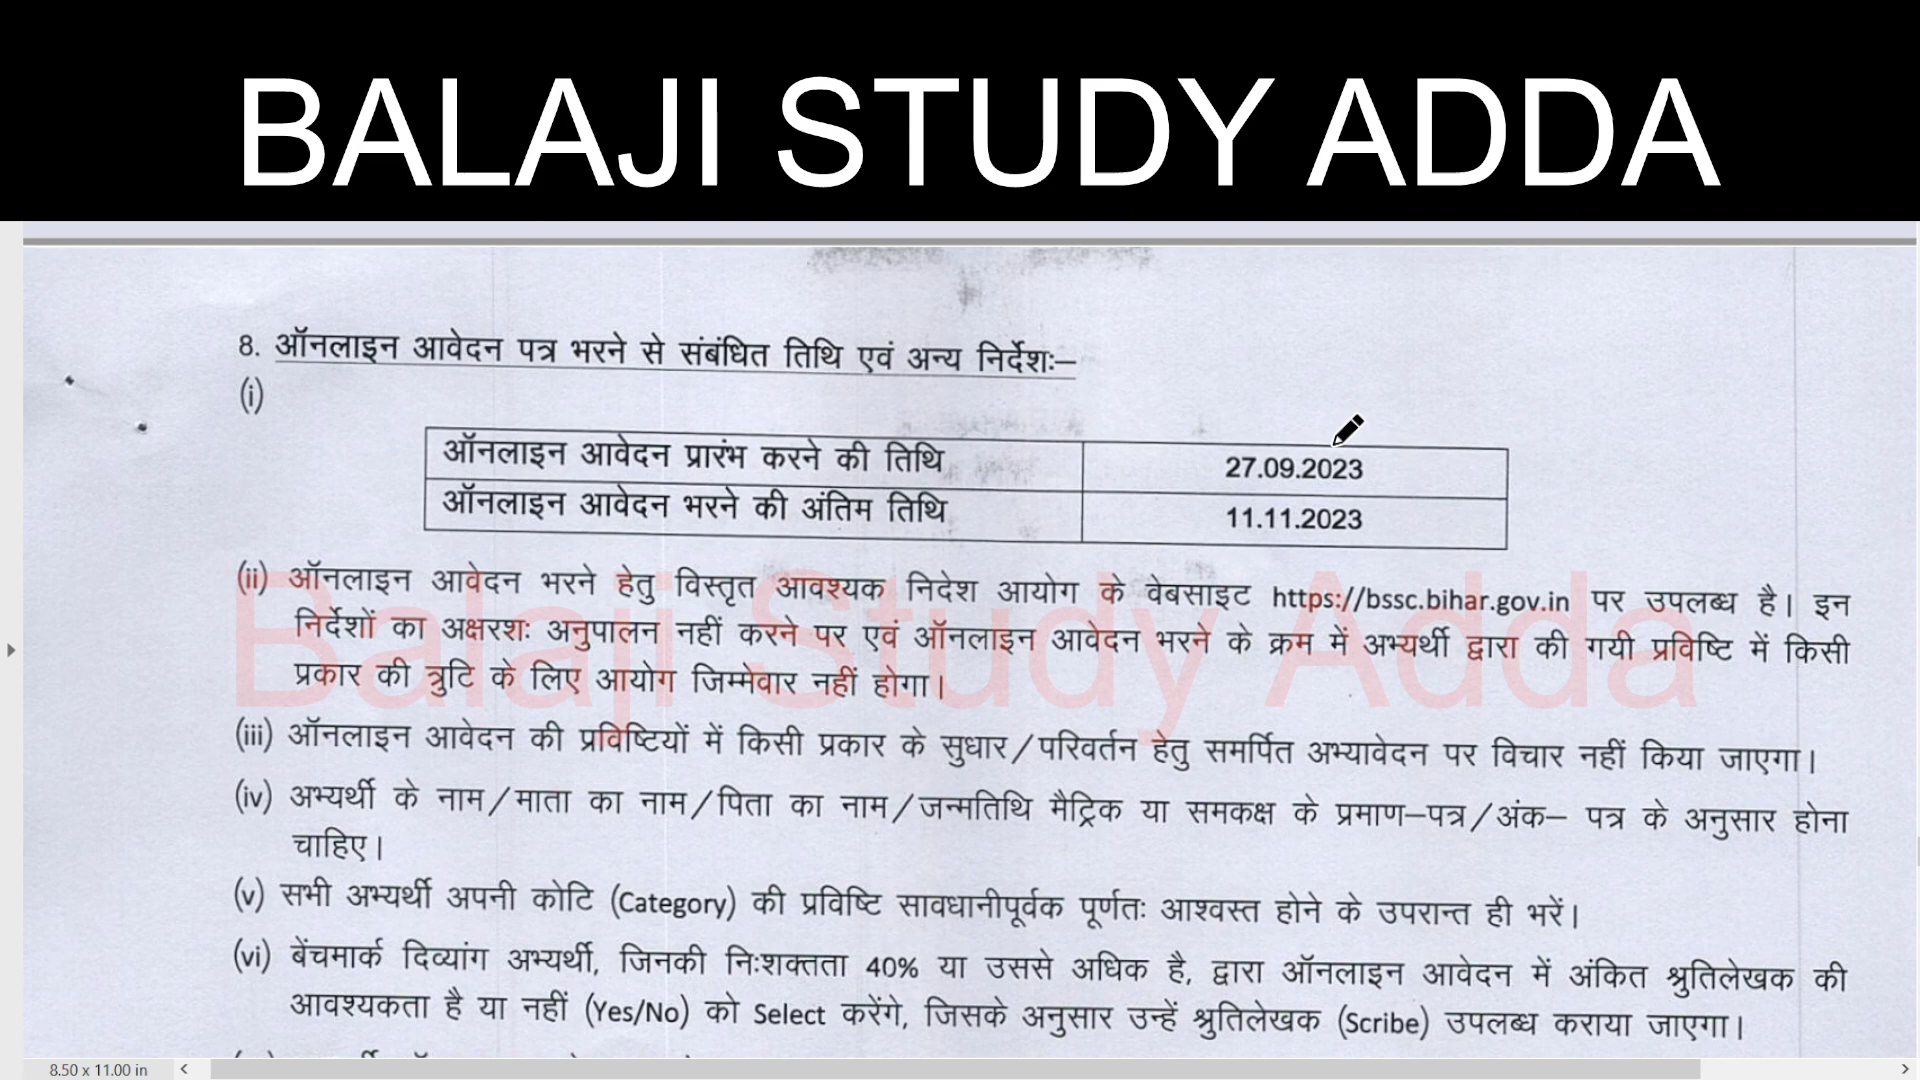 BALAJI STUDY ADDA
8. ऑनलाइन आवेदन पत्र भरने से संबंधित तिथि एवं अन्य निर्देशः–
(i)
ऑनलाइन आवेदन प्रारंभ करने की तिथि 27.09.2023
ऑनलाइन आवेदन भरने की अंतिम तिथि 11.11.2023
(ii) ऑनलाइन आवेदन भरने हेतु विस्तृत आवश्यक निदेश आयोग के वेबसाइट https://bssc.bihar.gov.in पर उपलब्ध है। इन
निर्देशों का अक्षरशः अनुपालन नहीं करने पर एवं ऑनलाइन आवेदन भरने के क्रम में अभ्यर्थी द्वारा की गयी प्रविष्टि में किसी
प्रकार की त्रुटि के लिए आयोग जिम्मेवार नहीं होगा।
Balaji Study Adda
(iii) ऑनलाइन आवेदन की प्रविष्टियों में किसी प्रकार के सुधार/परिवर्तन हेतु समर्पित अभ्यावेदन पर विचार नहीं किया जाएगा।
(iv) अभ्यर्थी के नाम/माता का नाम/पिता का नाम/जन्मतिथि मैट्रिक या समकक्ष के प्रमाण–पत्र/अंक– पत्र के अनुसार होना
चाहिए।
(v) सभी अभ्यर्थी अपनी कोटि (Category) की प्रविष्टि सावधानीपूर्वक पूर्णतः आश्वस्त होने के उपरान्त ही भरें।
(vi) बेंचमार्क दिव्यांग अभ्यर्थी, जिनकी निःशक्तता 40% या उससे अधिक है, द्वारा ऑनलाइन आवेदन में अंकित श्रुतिलेखक की
आवश्यकता है या नहीं (Yes/No) को Select करेंगे, जिसके अनुसार उन्हें श्रुतिलेखक (Scribe) उपलब्ध कराया जाएगा।
8.50 x 11.00 in